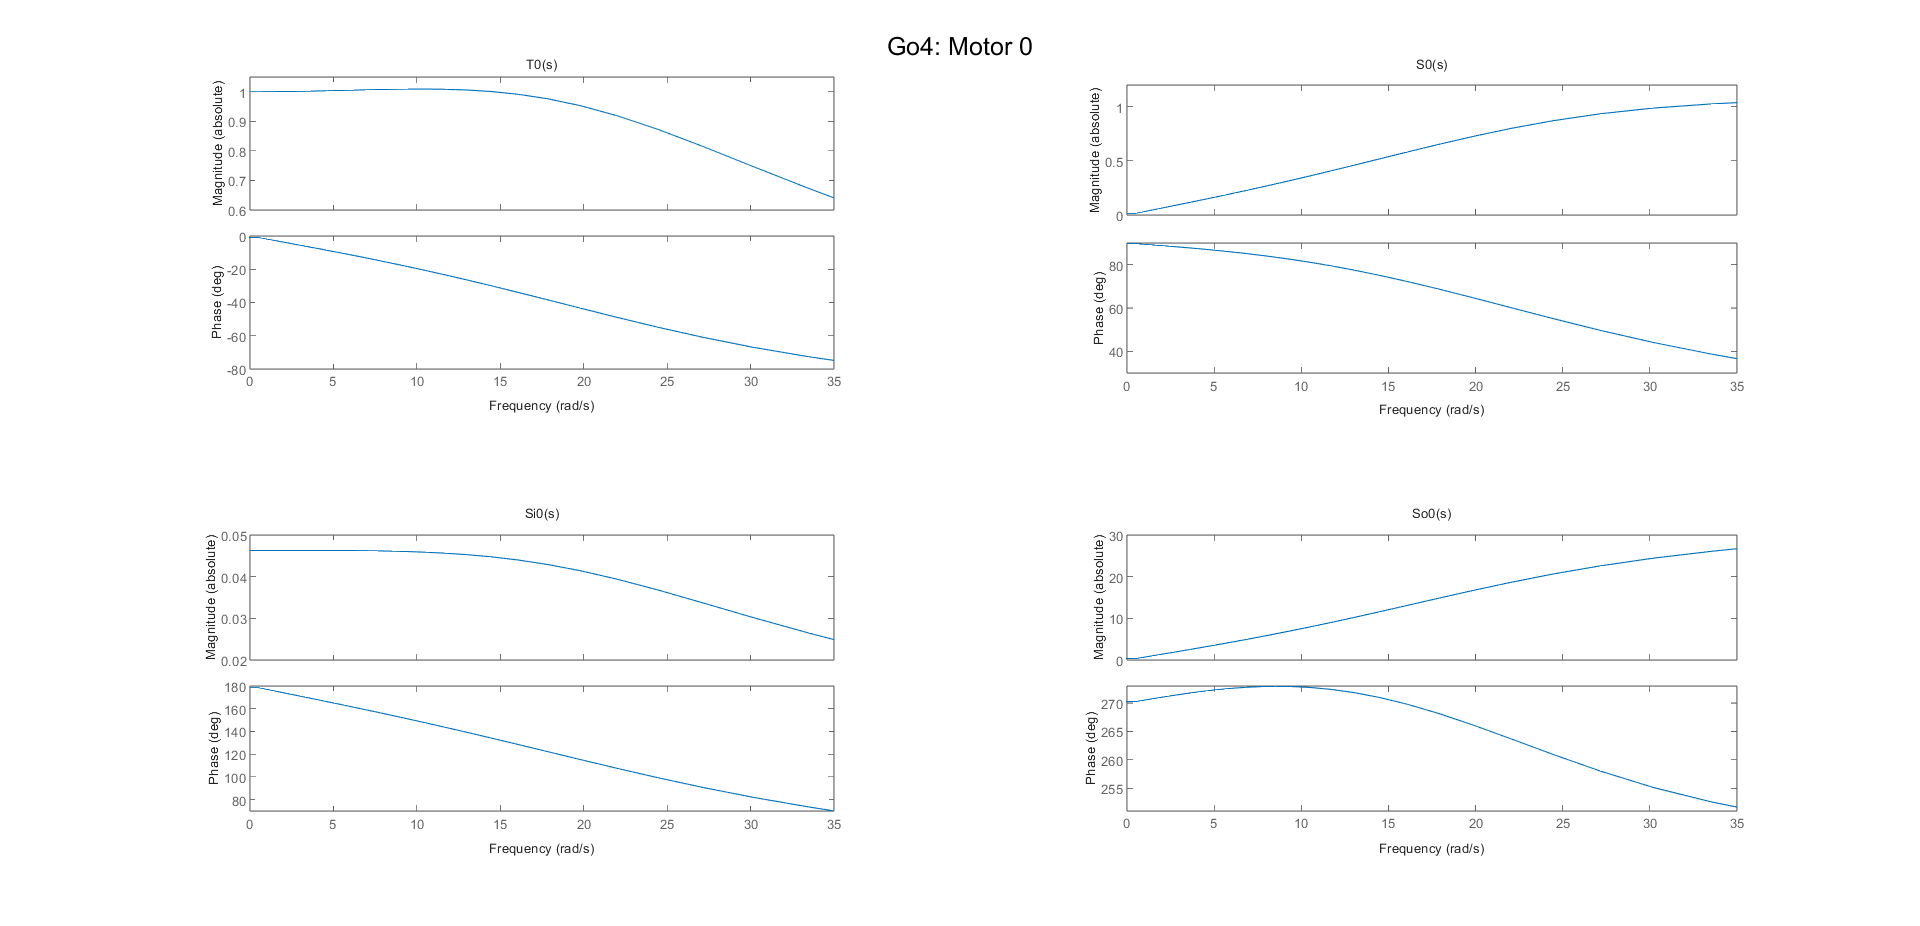 Go4: Motor 0
T0(s)
Magnitude (absolute)
1
0.9
0.8
0.7
0.6
Phase (deg)
0
-20
-40
-60
-80
0 5 10 15 20 25 30 35
Frequency (rad/s)
S0(s)
Magnitude (absolute)
1
0.5
0
Phase (deg)
80
60
40
0 5 10 15 20 25 30 35
Frequency (rad/s)
Si0(s)
Magnitude (absolute)
0.05
0.04
0.03
0.02
Phase (deg)
180
160
140
120
100
80
0 5 10 15 20 25 30 35
Frequency (rad/s)
So0(s)
Magnitude (absolute)
30
20
10
0
Phase (deg)
270
265
260
255
0 5 10 15 20 25 30 35
Frequency (rad/s)